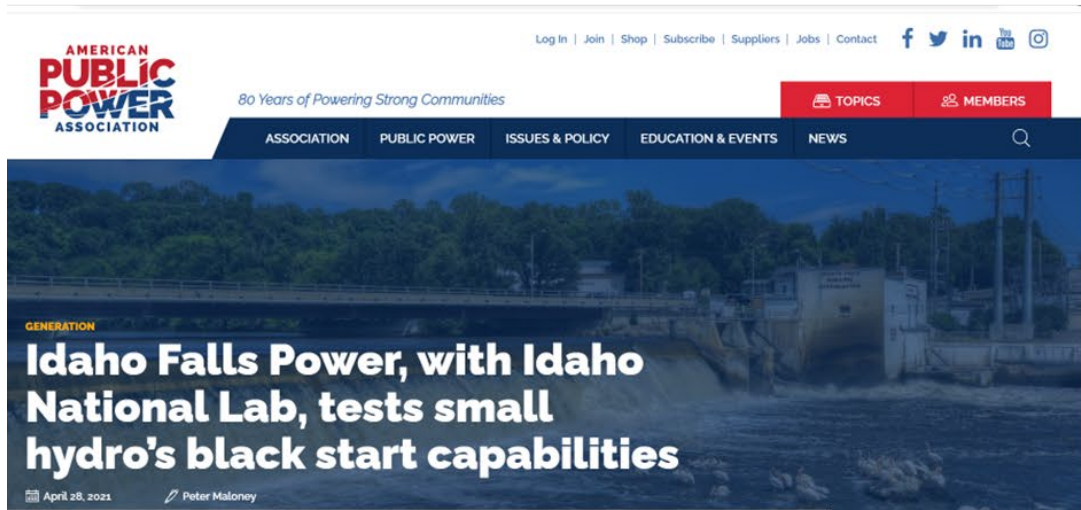 AMERICAN
PUBLIC
POWER
ASSOCIATION
Log In | Join | Shop | Subscribe | Suppliers | Jobs | Contact
You
Tube
80 Years of Powering Strong Communities
TOPICS
MEMBERS
ASSOCIATION PUBLIC POWER ISSUES & POLICY EDUCATION & EVENTS NEWS
GENERATION
Idaho Falls Power, with Idaho
National Lab, tests small
hydro's black start capabilities
April 28, 2021 Peter Maloney